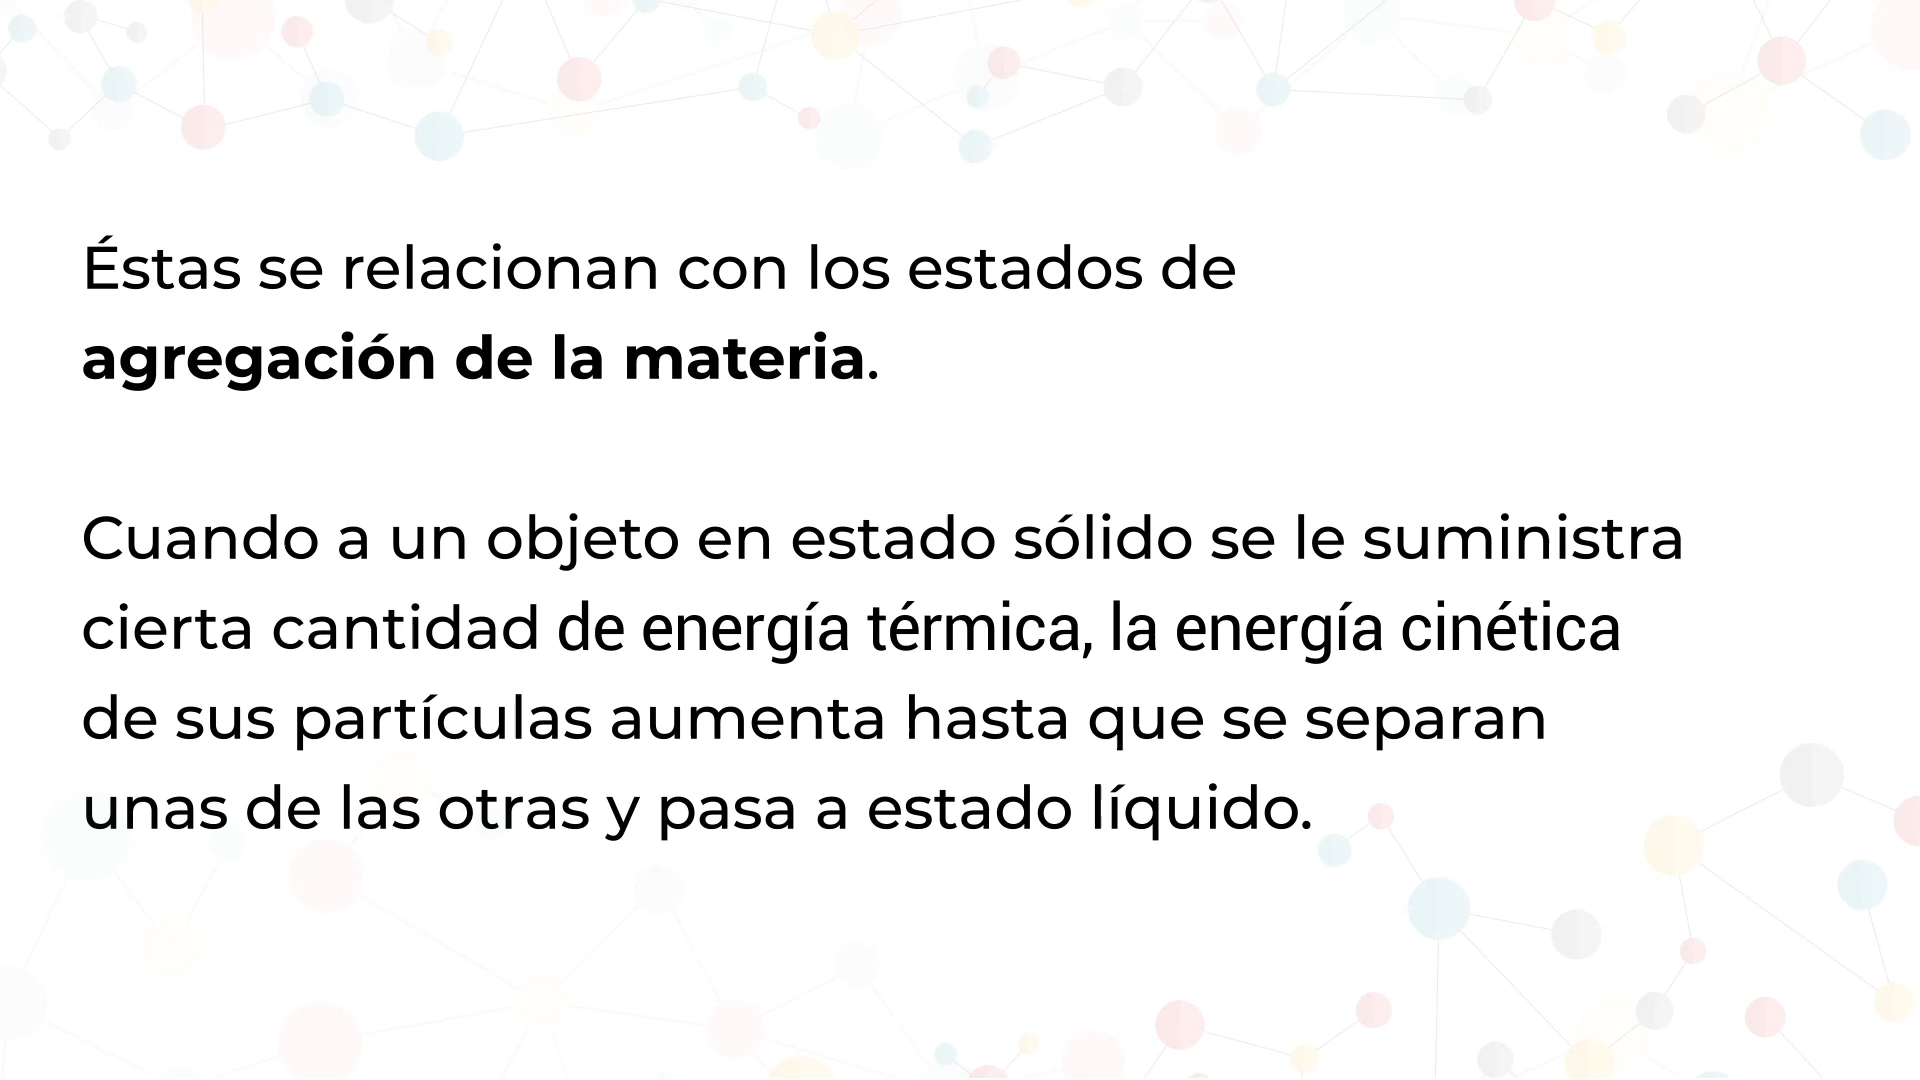 Éstas se relacionan con los estados de
agregación de la materia.
Cuando a un objeto en estado sólido se le suministra
cierta cantidad de energía térmica, la energía cinética
de sus partículas aumenta hasta que se separan
unas de las otras y pasa a estado líquido.